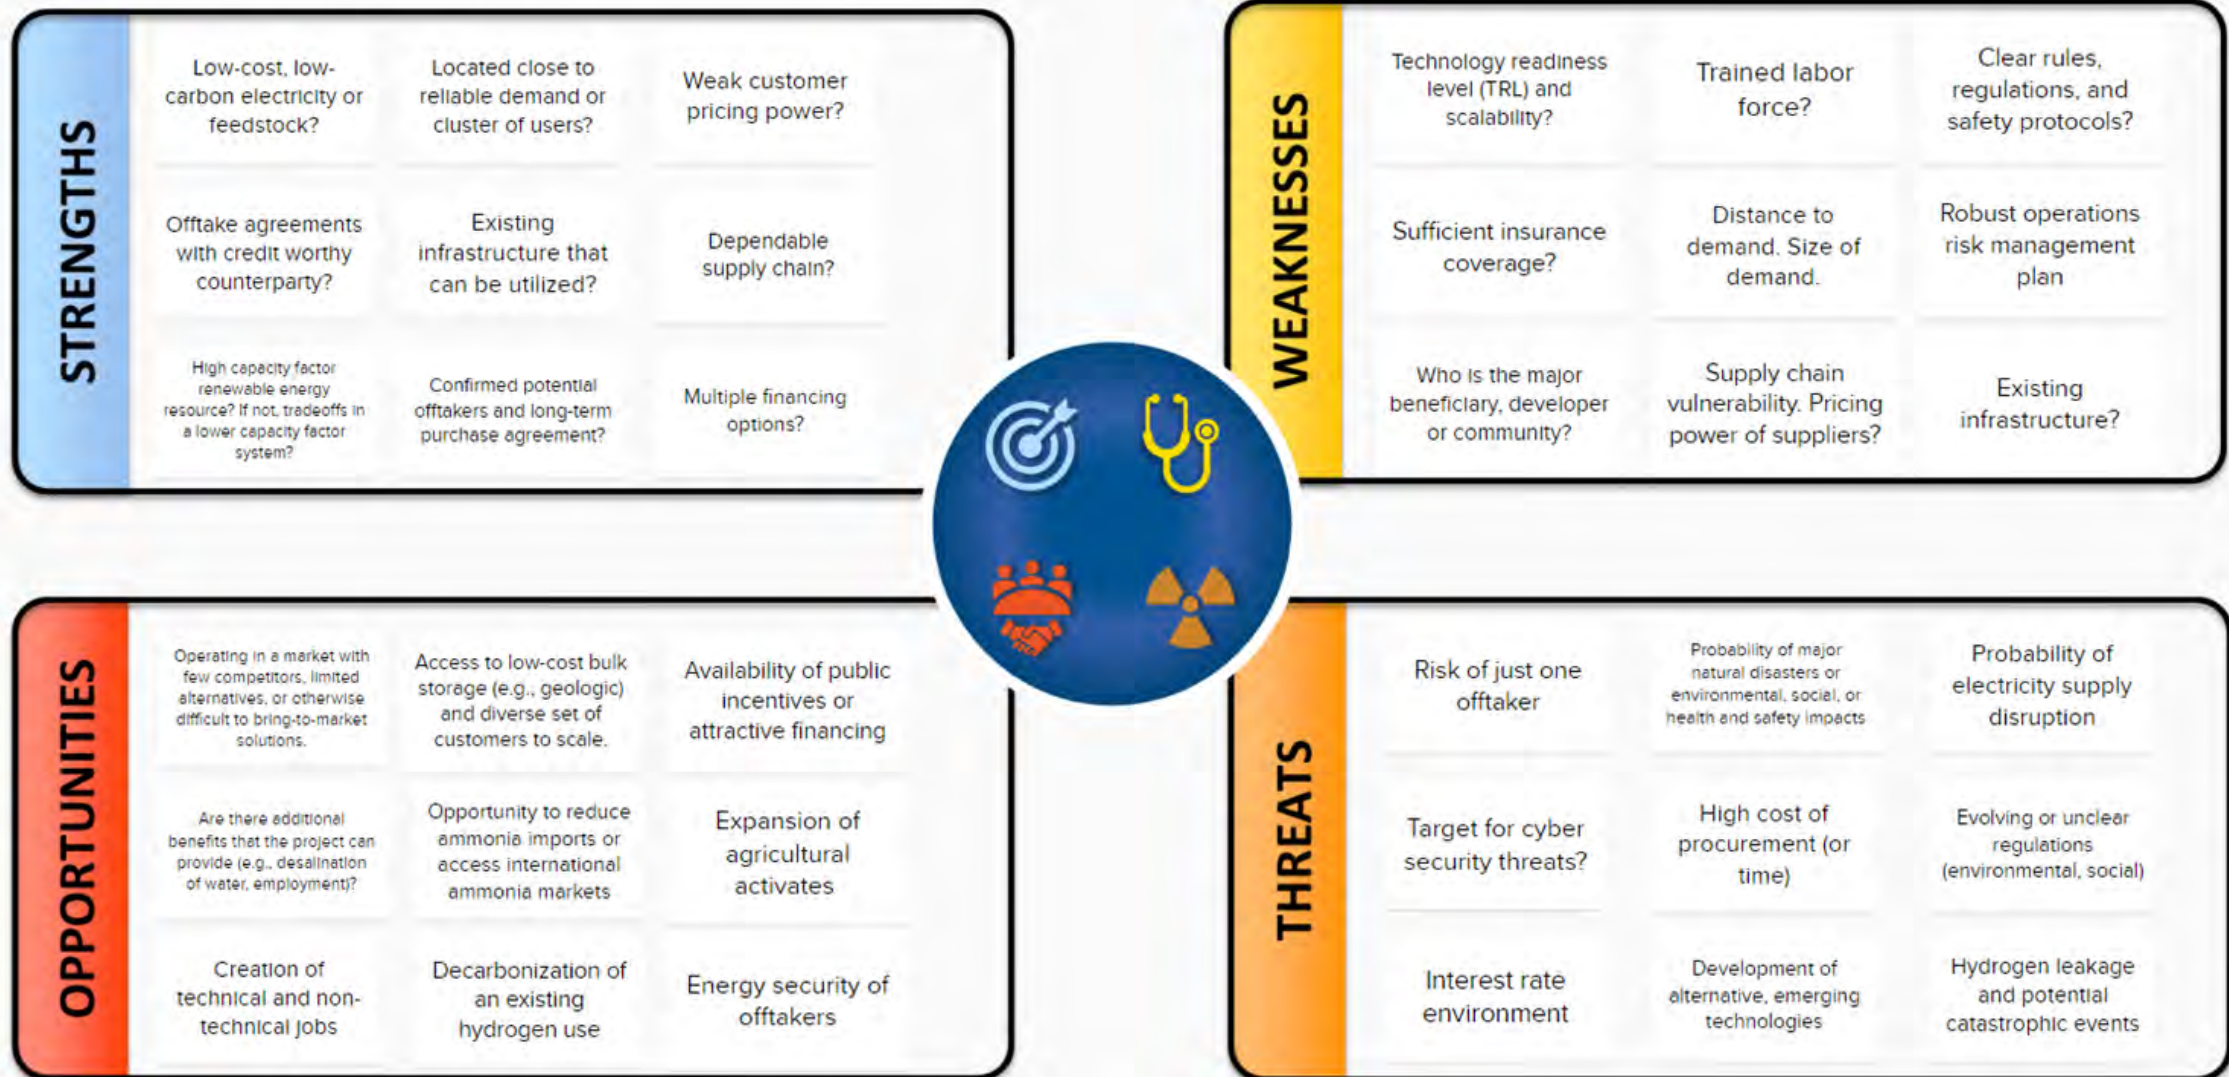 STRENGTHS
Low-cost, low-
carbon electricity or
feedstock?
Located close to
reliable demand or
cluster of users?
Weak customer
pricing power?
Offtake agreements
with credit worthy
counterparty?
Existing
infrastructure that
can be utilized?
Dependable
supply chain?
High capacity factor
renewable energy
resource? If not, tradeoffs in
a lower capacity factor
system?
Confirmed potential
offtakers and long-term
purchase agreement?
Multiple financing
options?
WEAKNESSES
Technology readiness
level (TRL) and
scalability?
Trained labor
force?
Clear rules,
regulations, and
safety protocols?
Sufficient insurance
coverage?
Distance to
demand. Size of
demand.
Robust operations
risk management
plan
Who is the major
beneficiary, developer
or community?
Supply chain
vulnerability. Pricing
power of suppliers?
Existing
infrastructure?
OPPORTUNITIES
Operating in a market with
few competitors, limited
alternatives, or otherwise
difficult to bring-to-market
solutions.
Access to low-cost bulk
storage (e.g., geologic)
and diverse set of
customers to scale.
Availability of public
incentives or
attractive financing
Are there additional
benefits that the project can
provide (e.g., desalination
of water, employment)?
Opportunity to reduce
ammonia imports or
access international
ammonia markets
Expansion of
agricultural
activates
Creation of
technical and non-
technical jobs
Decarbonization of
an existing
hydrogen use
Energy security of
offtakers
THREATS
Risk of just one
offtaker
Probability of major
natural disasters or
environmental, social, or
health and safety impacts
Probability of
electricity supply
disruption
Target for cyber
security threats?
High cost of
procurement (or
time)
Evolving or unclear
regulations
(environmental, social)
Interest rate
environment
Development of
alternative, emerging
technologies
Hydrogen leakage
and potential
catastrophic events